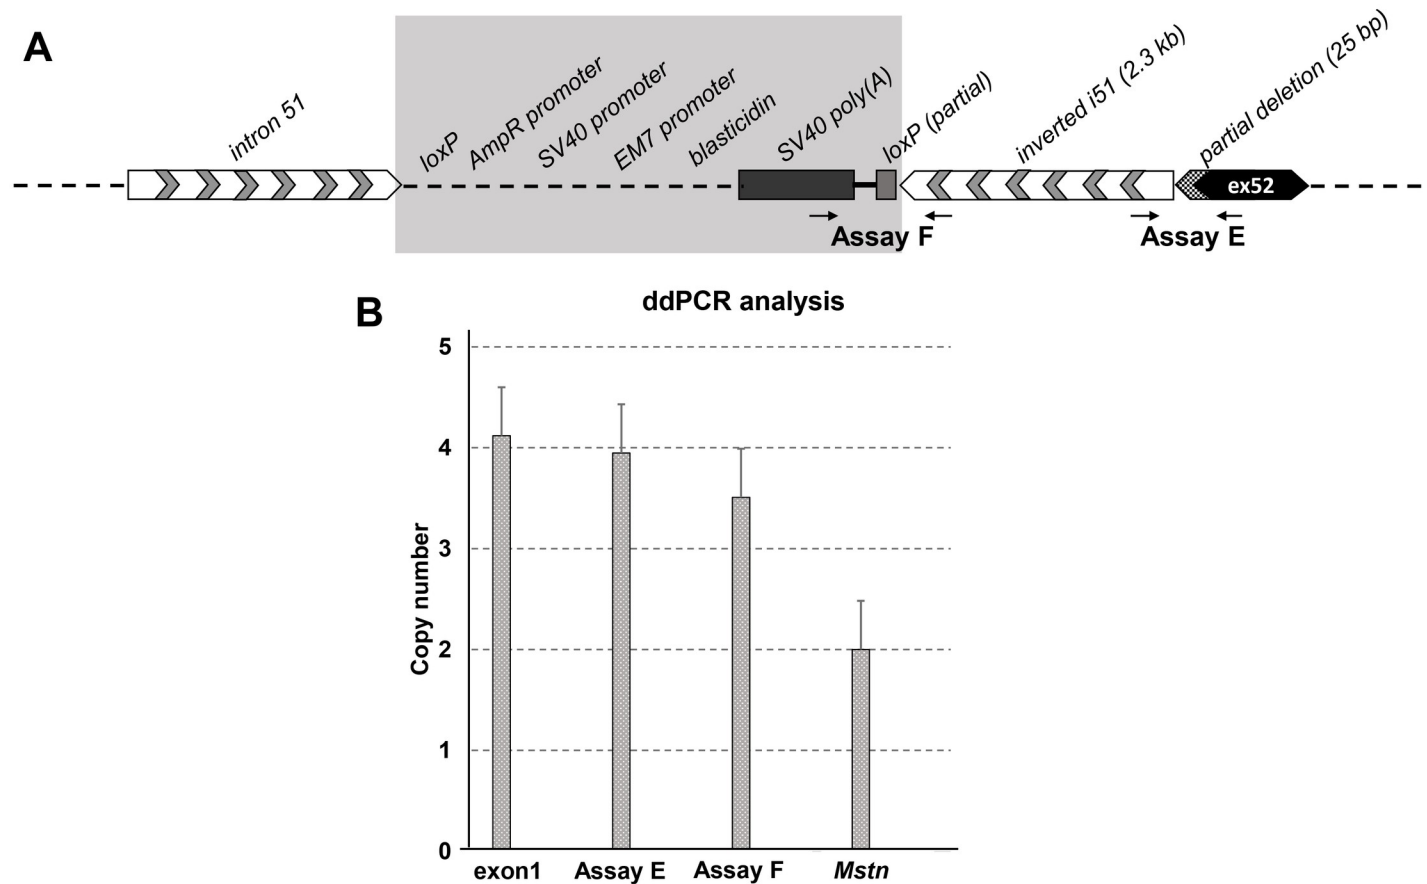 A
intron 51
loxP
AmpR promoter
SV40 promoter
EM7 promoter
blasticidin
SV40 poly(A)
loxP (partial)
inverted i51 (2.3 kb)
partial deletion (25 bp)
ex52
Assay F
Assay E
B
ddPCR analysis
Copy number
5
4
3
2
1
0
exon1
Assay E
Assay F
Mstn